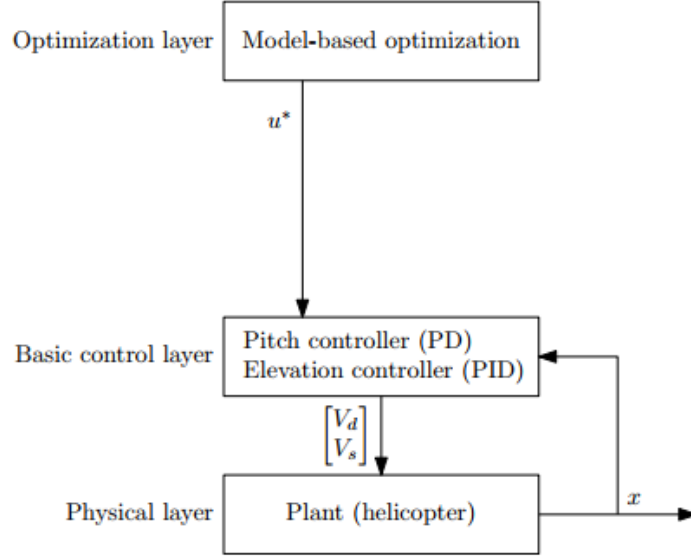 Optimization layer
Model-based optimization
u*
Basic control layer
Pitch controller (PD)
Elevation controller (PID)
[V_d
V_s]
Physical layer
Plant (helicopter)
x